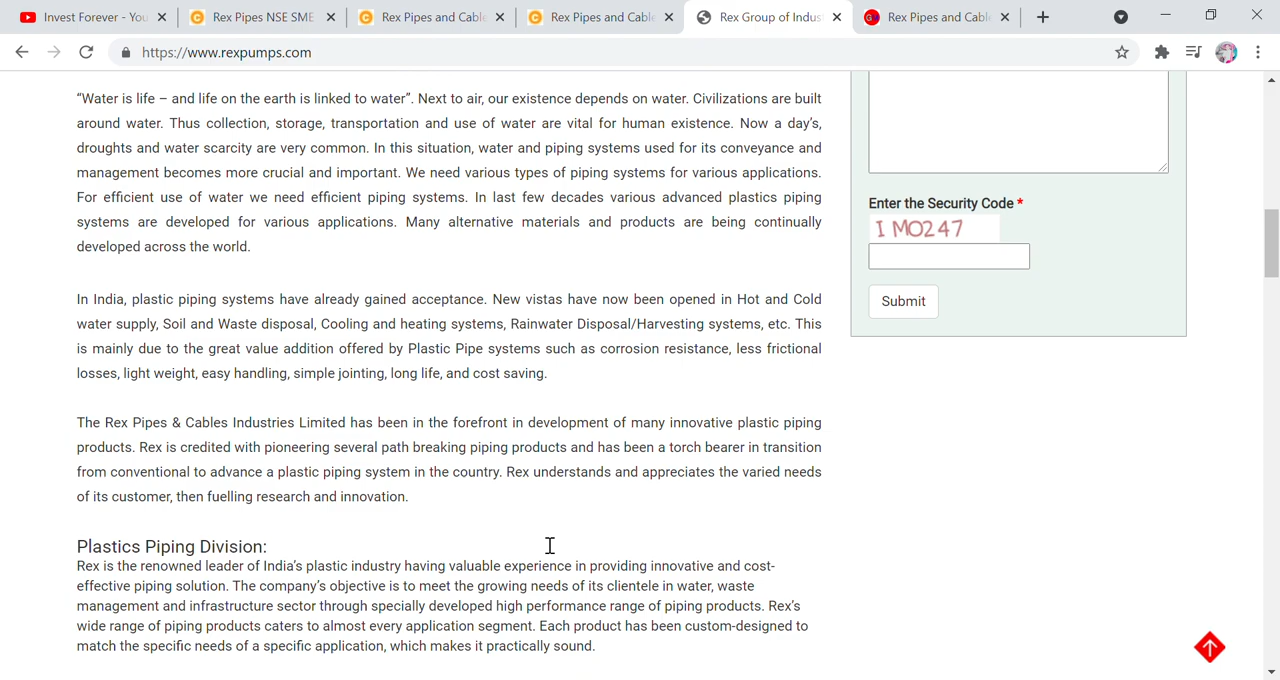 Invest Forever - You
Rex Pipes NSE SME
Rex Pipes and Cable
Rex Pipes and Cable
Rex Group of Indust
Rex Pipes and Cable
https://www.rexpumps.com
“Water is life – and life on the earth is linked to water”. Next to air, our existence depends on water. Civilizations are built
around water. Thus collection, storage, transportation and use of water are vital for human existence. Now a day’s,
droughts and water scarcity are very common. In this situation, water and piping systems used for its conveyance and
management becomes more crucial and important. We need various types of piping systems for various applications.
For efficient use of water we need efficient piping systems. In last few decades various advanced plastics piping
systems are developed for various applications. Many alternative materials and products are being continually
developed across the world.
In India, plastic piping systems have already gained acceptance. New vistas have now been opened in Hot and Cold
water supply, Soil and Waste disposal, Cooling and heating systems, Rainwater Disposal/Harvesting systems, etc. This
is mainly due to the great value addition offered by Plastic Pipe systems such as corrosion resistance, less frictional
losses, light weight, easy handling, simple jointing, long life, and cost saving.
The Rex Pipes & Cables Industries Limited has been in the forefront in development of many innovative plastic piping
products. Rex is credited with pioneering several path breaking piping products and has been a torch bearer in transition
from conventional to advance a plastic piping system in the country. Rex understands and appreciates the varied needs
of its customer, then fuelling research and innovation.
Plastics Piping Division:
Rex is the renowned leader of India’s plastic industry having valuable experience in providing innovative and cost-
effective piping solution. The company’s objective is to meet the growing needs of its clientele in water, waste
management and infrastructure sector through specially developed high performance range of piping products. Rex’s
wide range of piping products caters to almost every application segment. Each product has been custom-designed to
match the specific needs of a specific application, which makes it practically sound.
Enter the Security Code *
I MO247
Submit